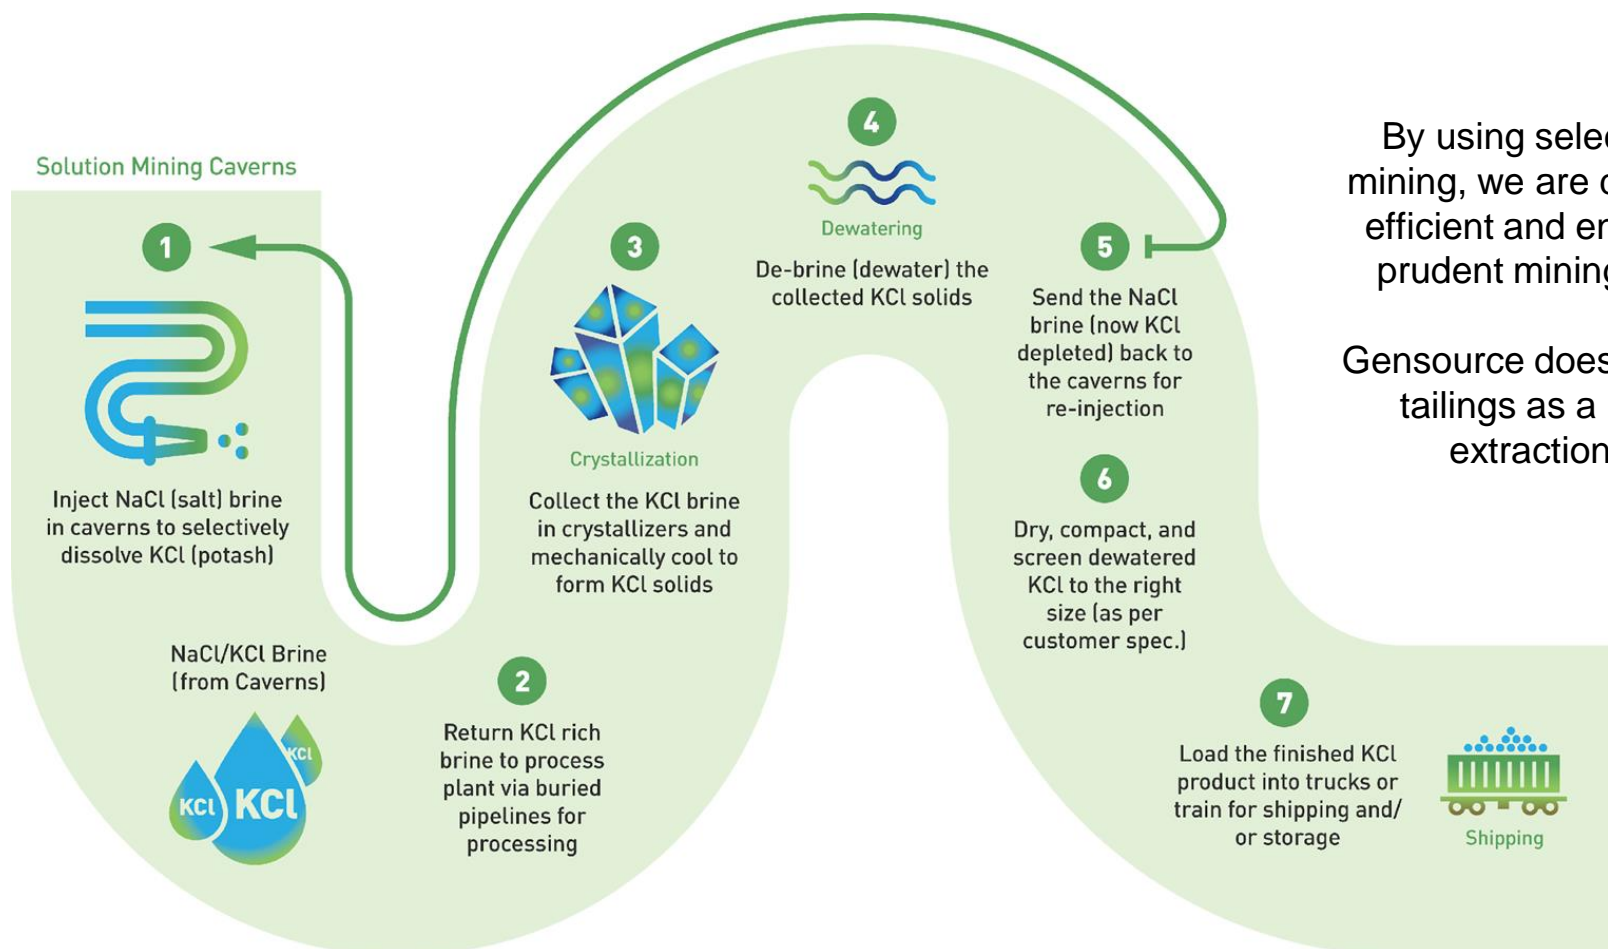 Solution Mining Caverns
1
Inject NaCl (salt) brine
in caverns to selectively
dissolve KCl (potash)
NaCl/KCl Brine
(from Caverns)
KCl
KCl
KCl
2
Return KCl rich
brine to process
plant via buried
pipelines for
processing
3
Crystallization
Collect the KCl brine
in crystallizers and
mechanically cool to
form KCl solids
4
Dewatering
De-brine (dewater) the
collected KCl solids
5
Send the NaCl
brine (now KCl
depleted) back to
the caverns for
re-injection
6
Dry, compact, and
screen dewatered
KCl to the right
size (as per
customer spec.)
7
Load the finished KCl
product into trucks or
train for shipping and/
or storage
Shipping
By using
mining, we are
efficient and
prudent
Gensource does
tailings as a
extraction